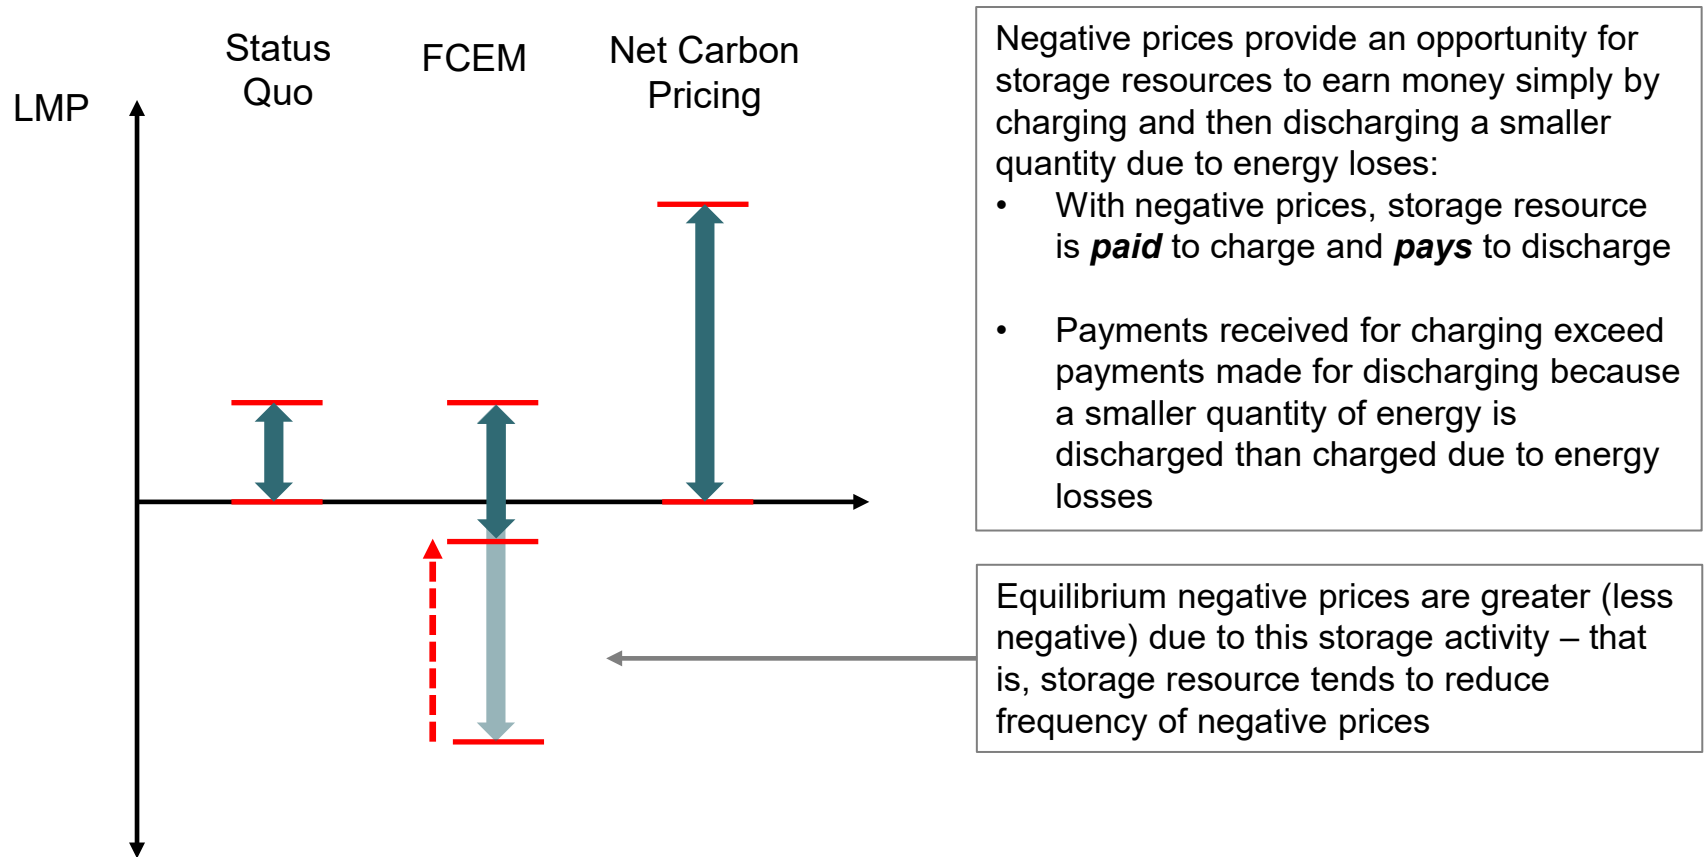 LMP
Status
Quo
FCEM
Net Carbon
Pricing
Negative prices provide an opportunity for
storage resources to earn money simply by
charging and then discharging a smaller
quantity due to energy loses:
• With negative prices, storage resource
is paid to charge and pays to discharge
• Payments received for charging exceed
payments made for discharging because
a smaller quantity of energy is
discharged than charged due to energy
losses
Equilibrium negative prices are greater (less
negative) due to this storage activity – that
is, storage resource tends to reduce
frequency of negative prices